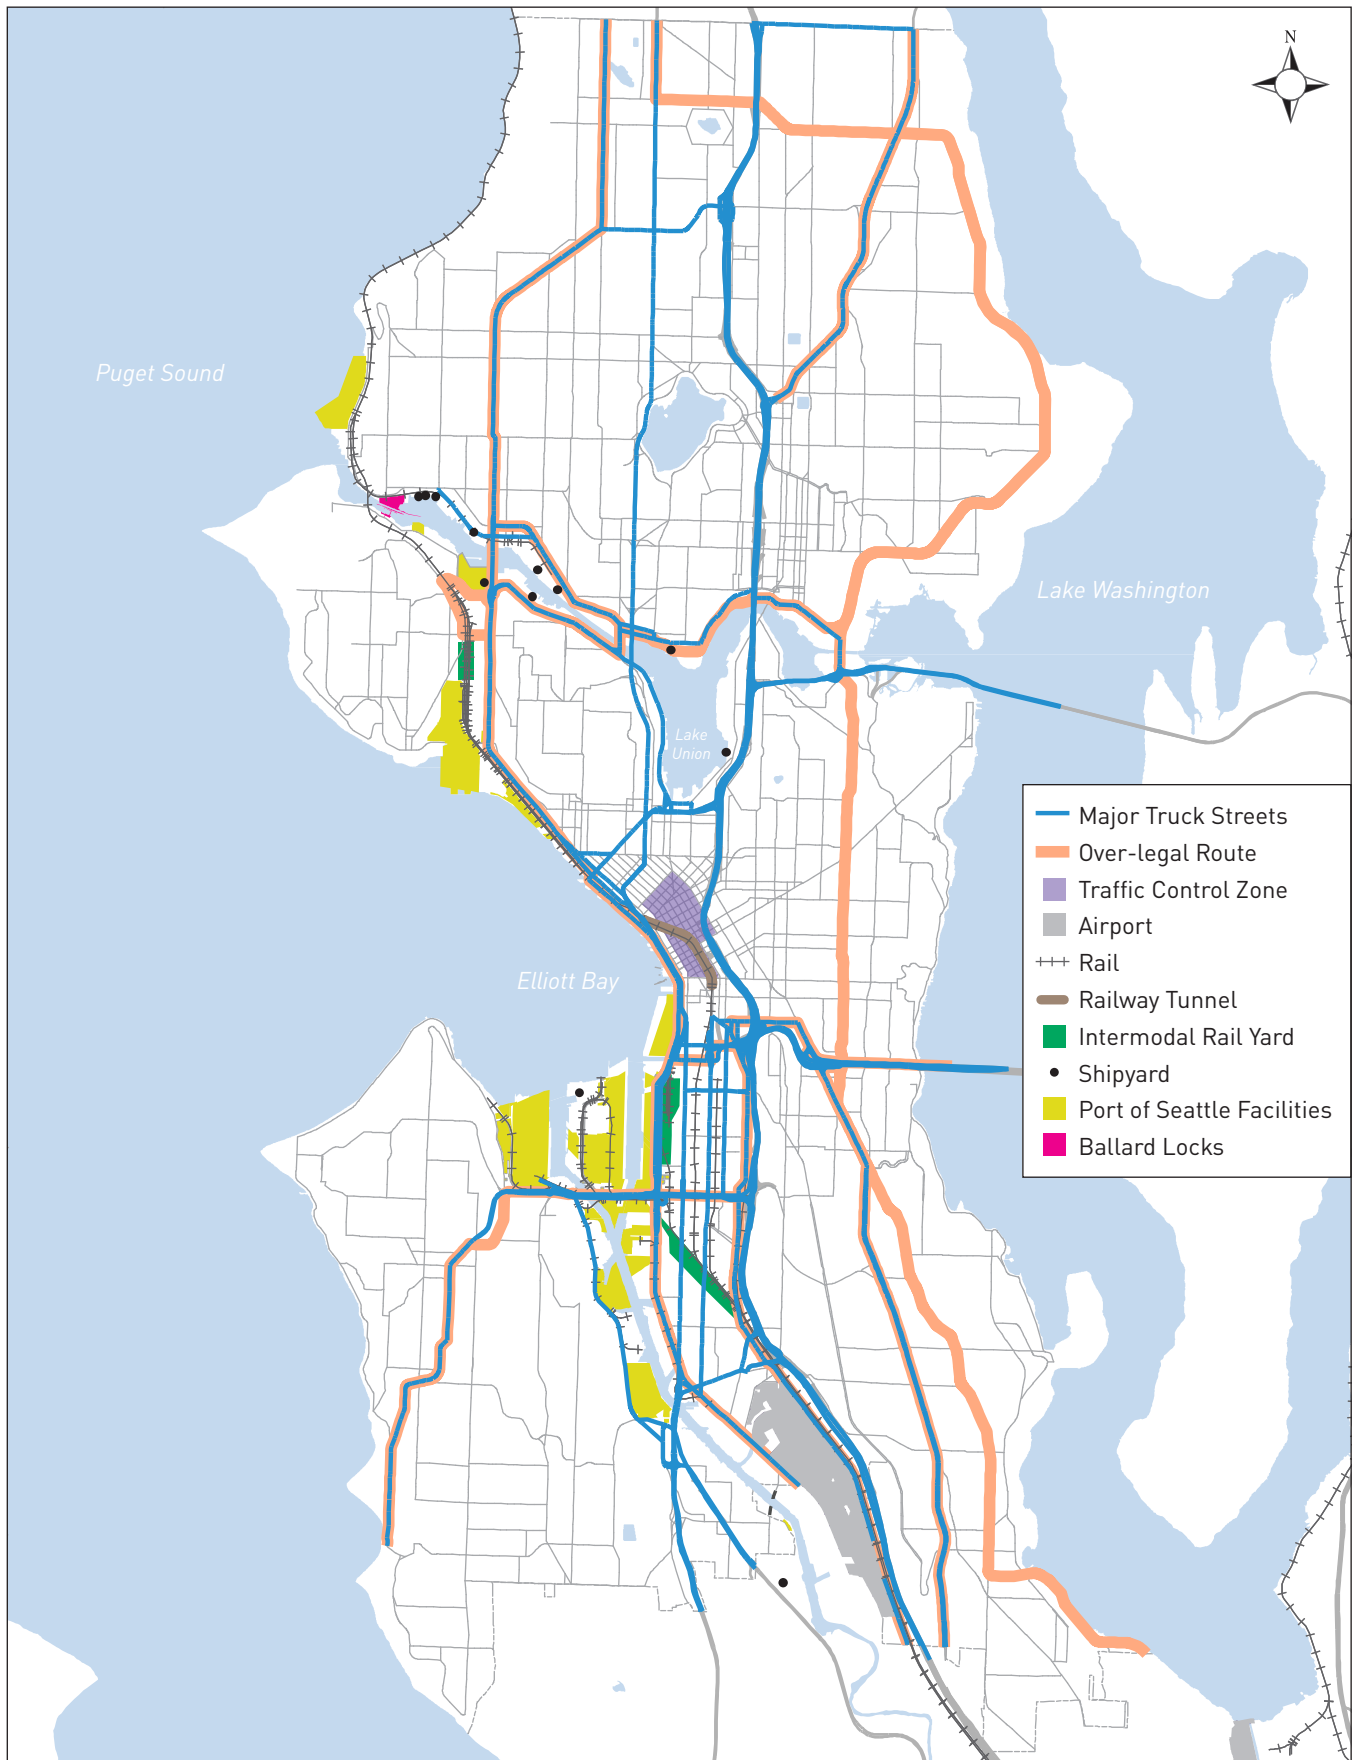 N
Puget Sound
Lake Washington
Lake
Union
Major Truck Streets
Over-legal Route
Traffic Control Zone
Airport
Rail
Railway Tunnel
Intermodal Rail Yard
Shipyard
Port of Seattle Facilities
Ballard Locks
Elliott Bay